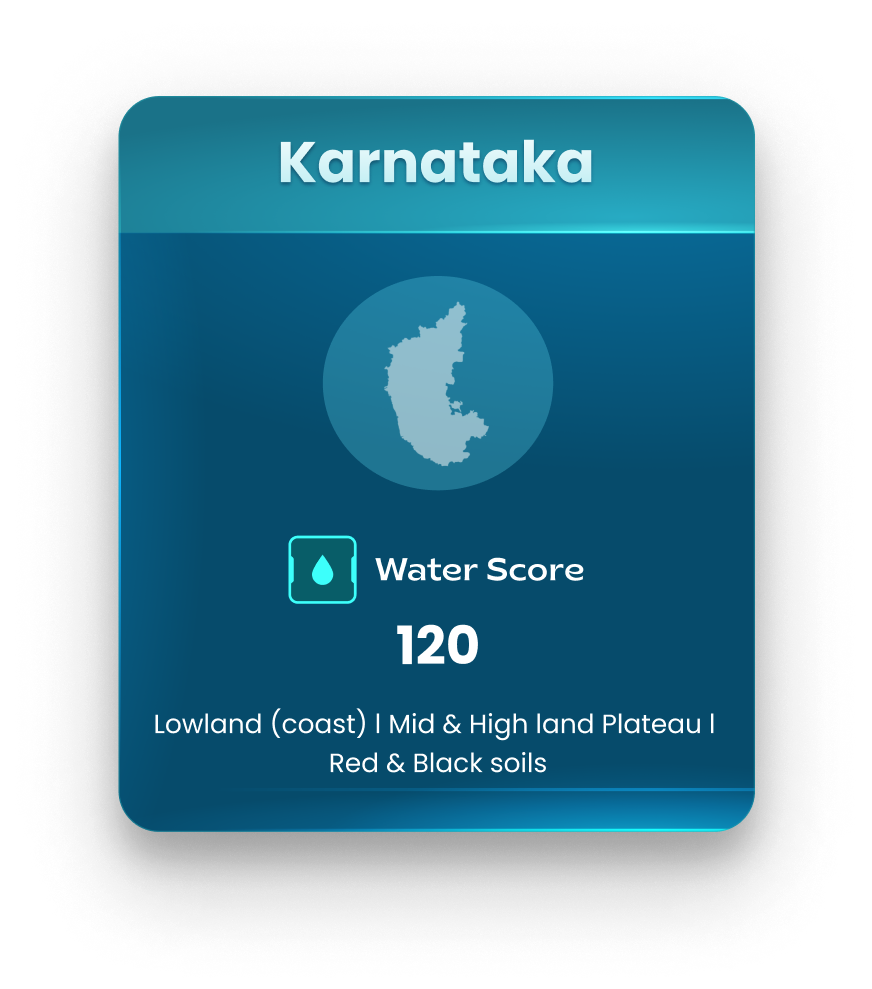 Karnataka
Water Score
120
Lowland (coast) l Mid & High land Plateau l
Red & Black soils